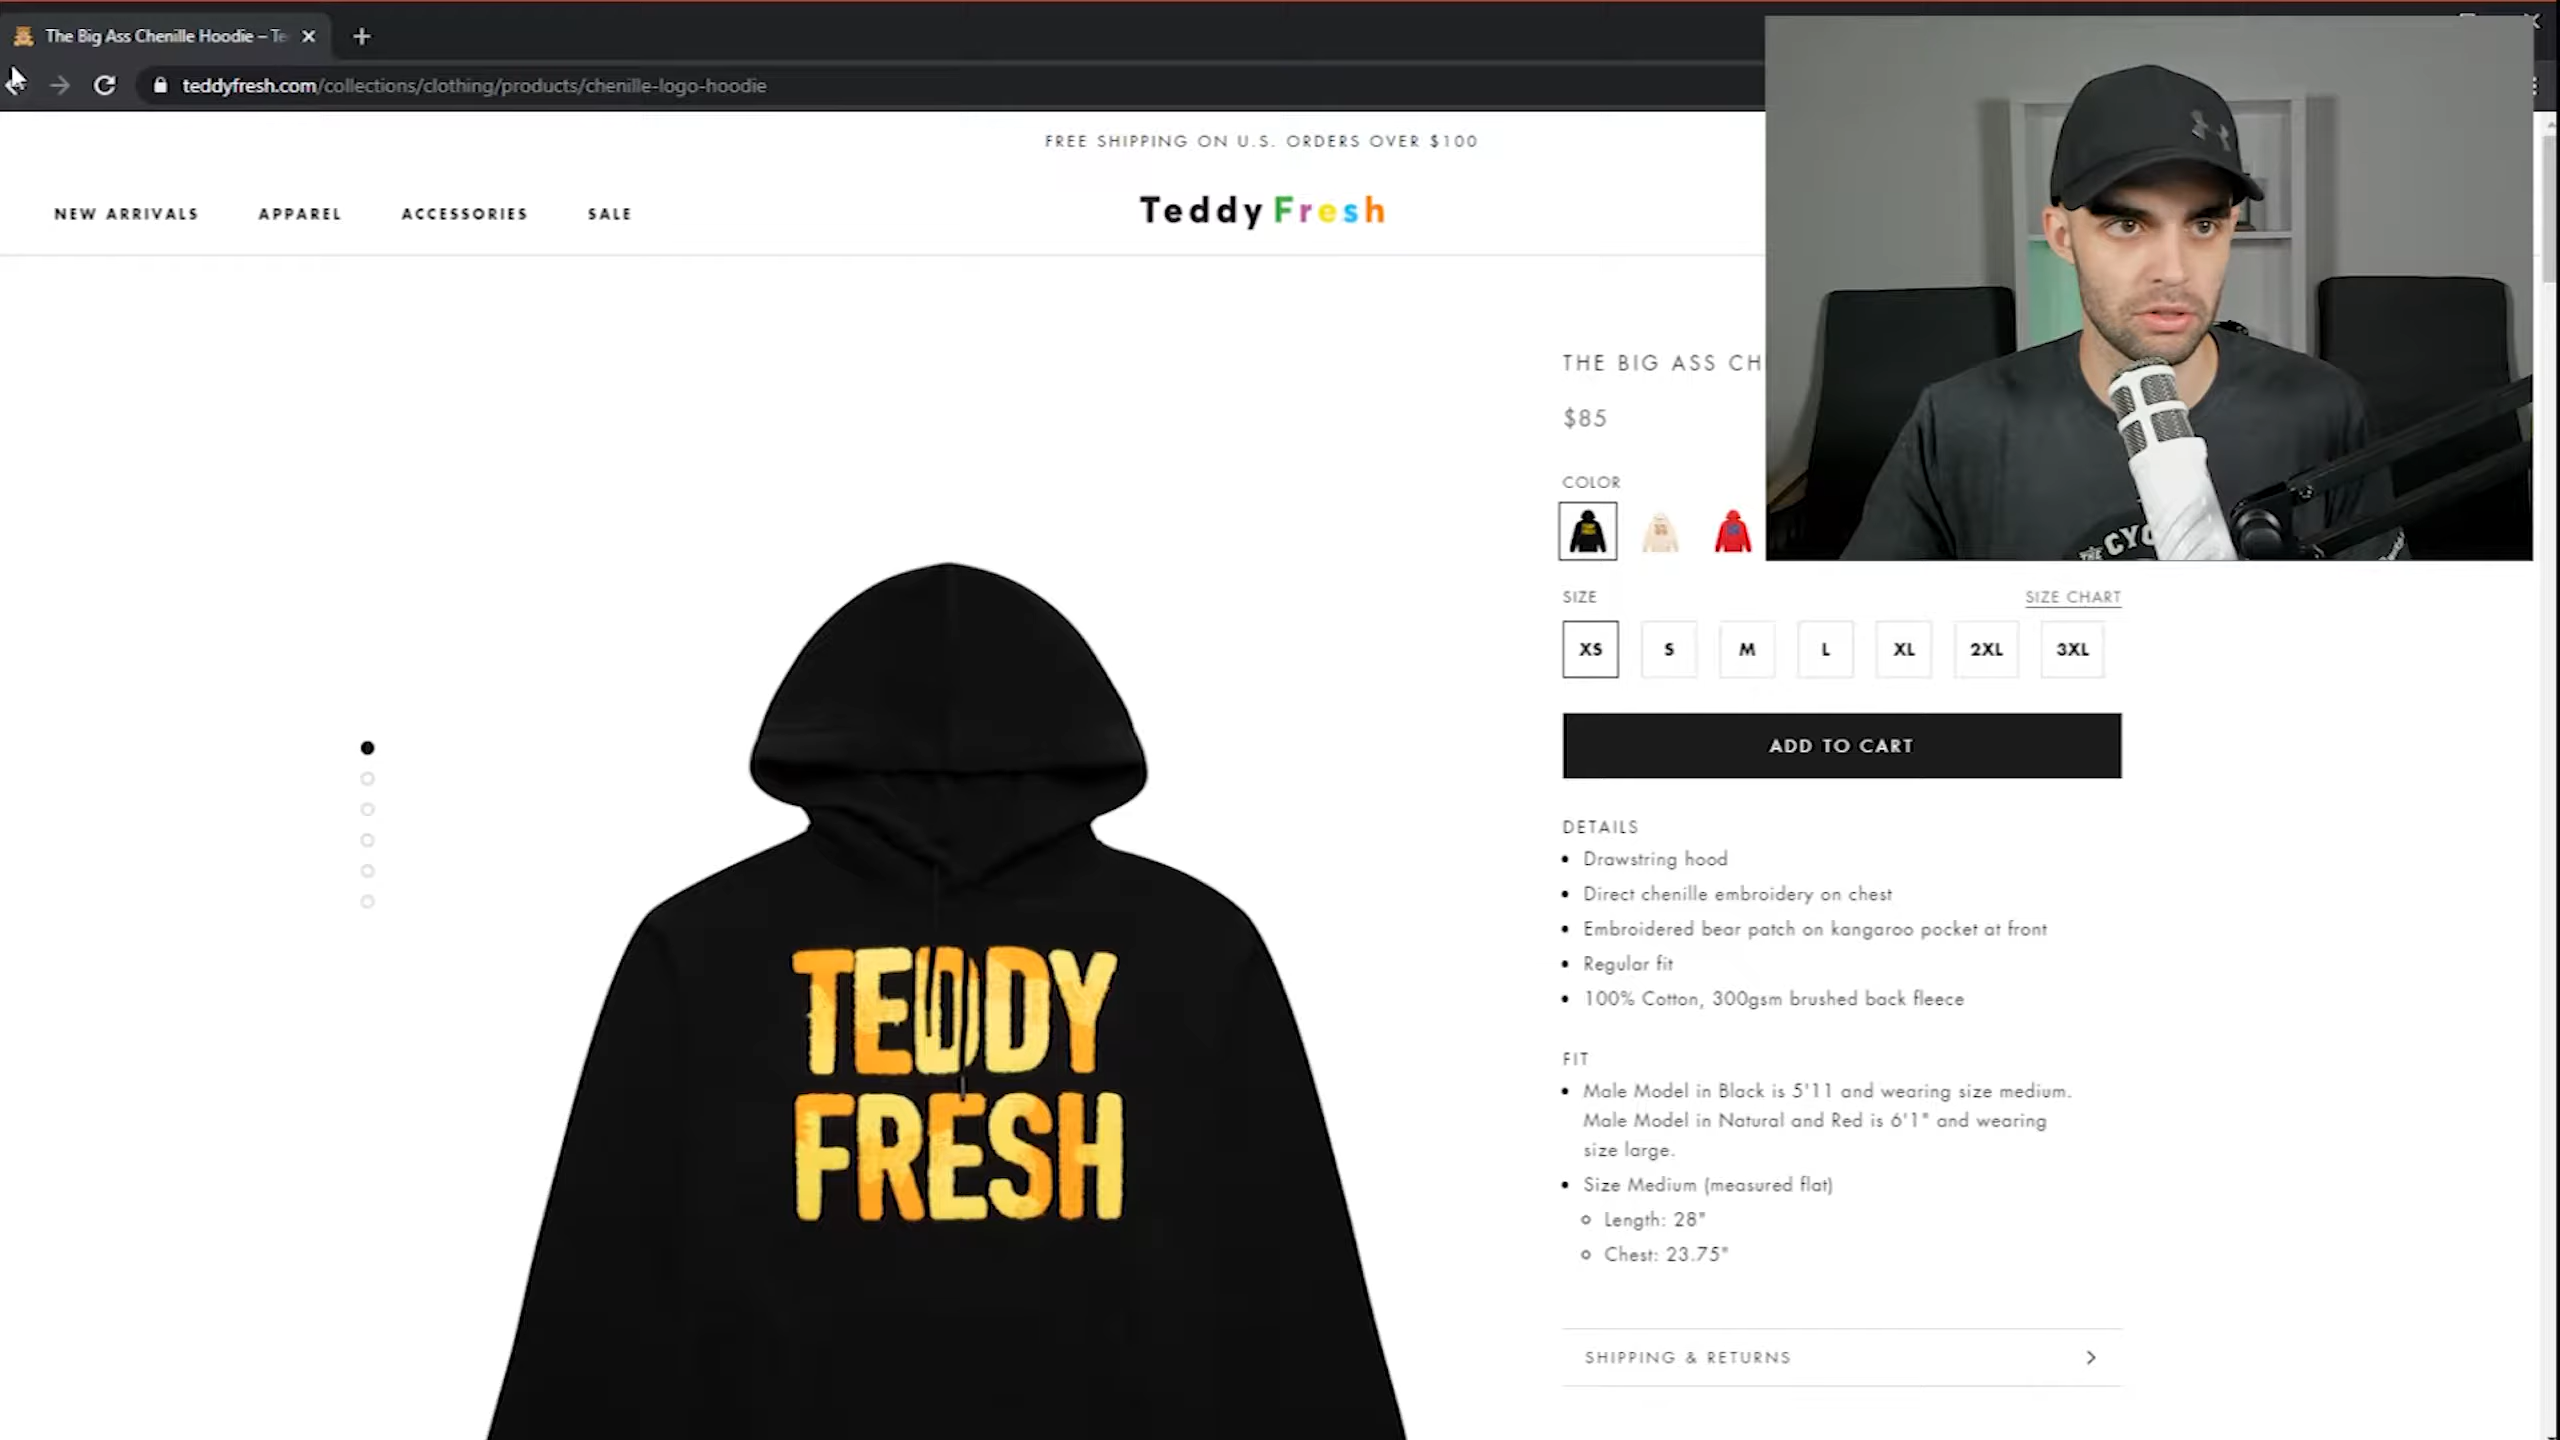 The Big Ass Chenille Hoodie – Te
teddyfresh.com/collections/clothing/products/chenille-logo-hoodie
FREE SHIPPING ON U.S. ORDERS OVER $100
NEW ARRIVALS APPAREL ACCESSORIES SALE
Teddy Fresh
THE BIG ASS CH
$85
COLOR
THE CYC
SIZE SIZE CHART
XS S M L XL 2XL 3XL
ADD TO CART
DETAILS
• Drawstring hood
• Direct chenille embroidery on chest
• Embroidered bear patch on kangaroo pocket at front
• Regular fit
• 100% Cotton, 300gsm brushed back fleece
FIT
• Male Model in Black is 5'11 and wearing size medium.
Male Model in Natural and Red is 6'1" and wearing
size large.
• Size Medium (measured flat)
Length: 28"
Chest: 23.75"
SHIPPING & RETURNS
TEDDY
FRESH